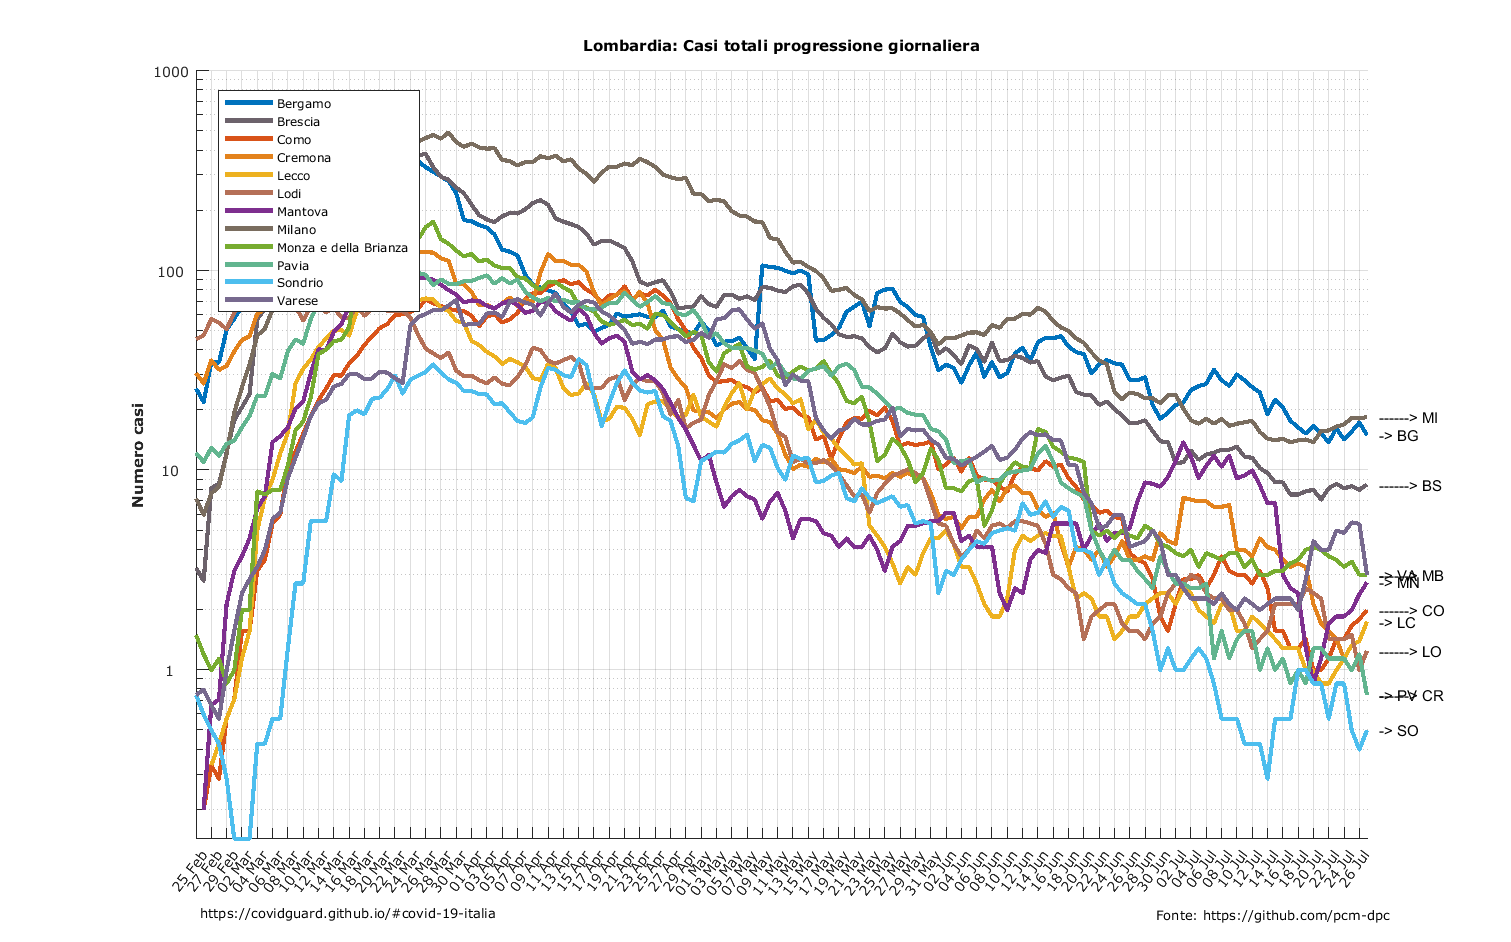 Lombardia: Casi totali progressione giornaliera
1000
100
10
1
Numero casi
Bergamo
Brescia
Como
Cremona
Lecco
Lodi
Mantova
Milano
Monza e della Brianza
Pavia
Sondrio
Varese
------> MI
-> BG
------> BS
-> VA
------> MB
-> MN
------> CO
-> LC
------> LO
-> PV
------> CR
-> SO
25 Feb
27 Feb
29 Feb
02 Mar
04 Mar
06 Mar
08 Mar
10 Mar
12 Mar
14 Mar
16 Mar
18 Mar
20 Mar
22 Mar
24 Mar
26 Mar
28 Mar
30 Mar
01 Apr
03 Apr
05 Apr
07 Apr
09 Apr
11 Apr
13 Apr
15 Apr
17 Apr
19 Apr
21 Apr
23 Apr
25 Apr
27 Apr
29 Apr
01 May
03 May
05 May
07 May
09 May
11 May
13 May
15 May
17 May
19 May
21 May
23 May
25 May
27 May
29 May
31 May
02 Jun
04 Jun
06 Jun
08 Jun
10 Jun
12 Jun
14 Jun
16 Jun
18 Jun
20 Jun
22 Jun
24 Jun
26 Jun
28 Jun
30 Jun
02 Jul
04 Jul
06 Jul
08 Jul
10 Jul
12 Jul
14 Jul
16 Jul
18 Jul
20 Jul
22 Jul
24 Jul
26 Jul
https://covidguard.github.io/#covid-19-italia
Fonte: https://github.com/pcm-dpc